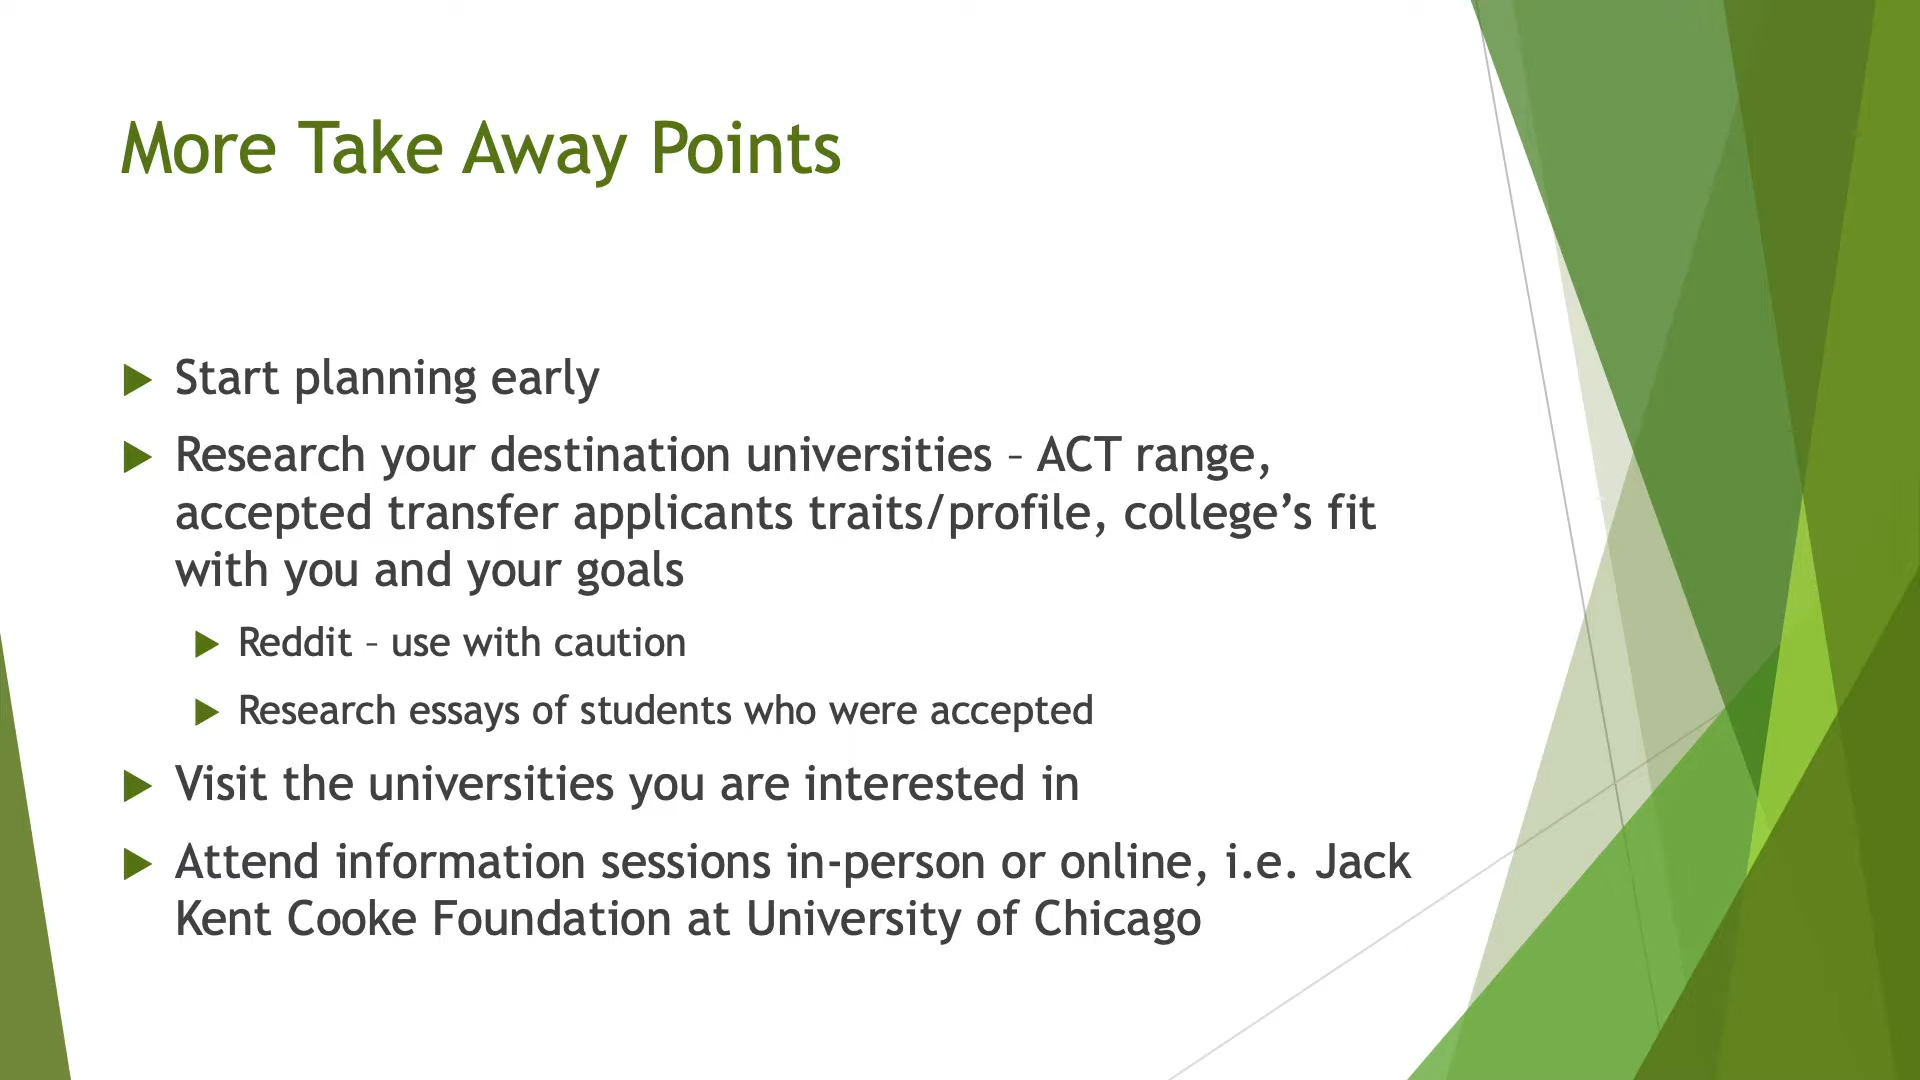 More Take Away Points
Start planning early
Research your destination universities – ACT range,
accepted transfer applicants traits/profile, college’s fit
with you and your goals
Reddit – use with caution
Research essays of students who were accepted
Visit the universities you are interested in
Attend information sessions in-person or online, i.e. Jack
Kent Cooke Foundation at University of Chicago